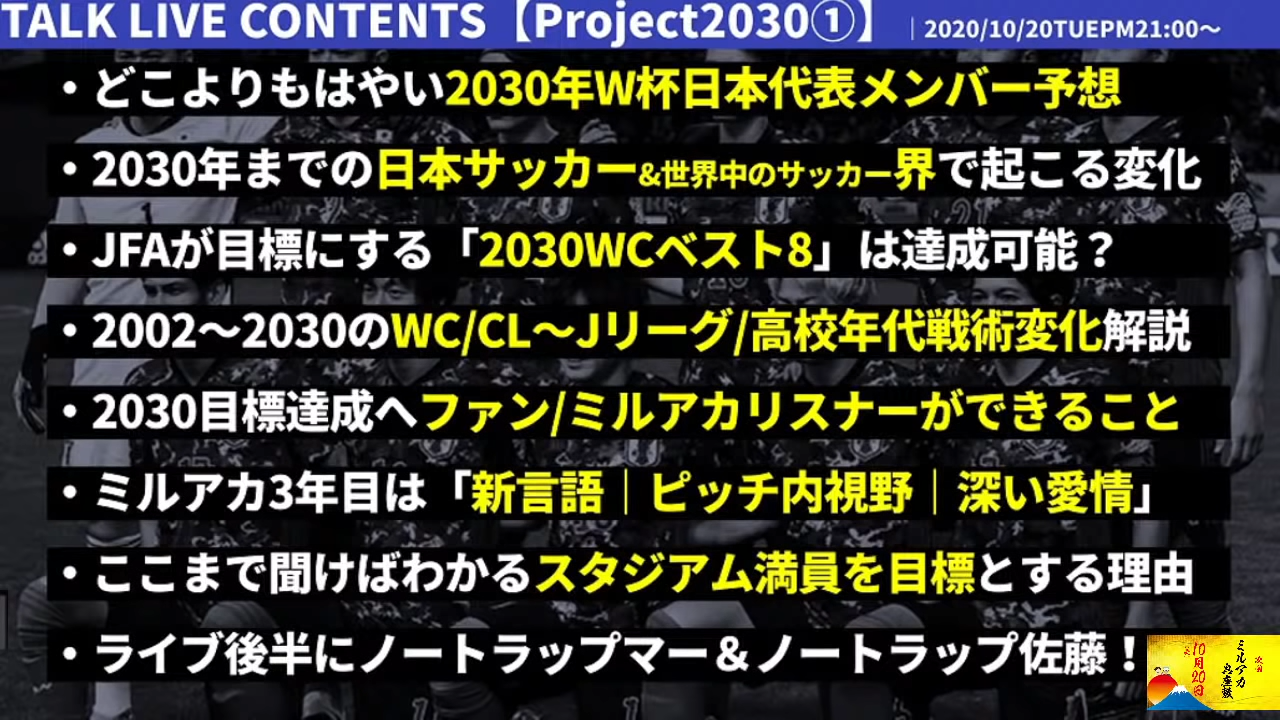 TALK LIVE CONTENTS【Project2030①】｜2020/10/20TUEPM21:00～
・どこよりもはやい2030年W杯日本代表メンバー予想
・2030年までの日本サッカー&世界中のサッカー界で起こる変化
・JFAが目標にする「2030WCベスト8」は達成可能？
・2002～2030のWC/CL～Jリーグ/高校年代戦術変化解説
・2030目標達成へファン/ミルアカリスナーができること
・ミルアカ3年目は「新言語｜ピッチ内視野｜深い愛情」
・ここまで聞けばわかるスタジアム満員を目標とする理由
・ライブ後半にノートラップマー＆ノートラップ佐藤！
次回
ミルアカ
10月20日